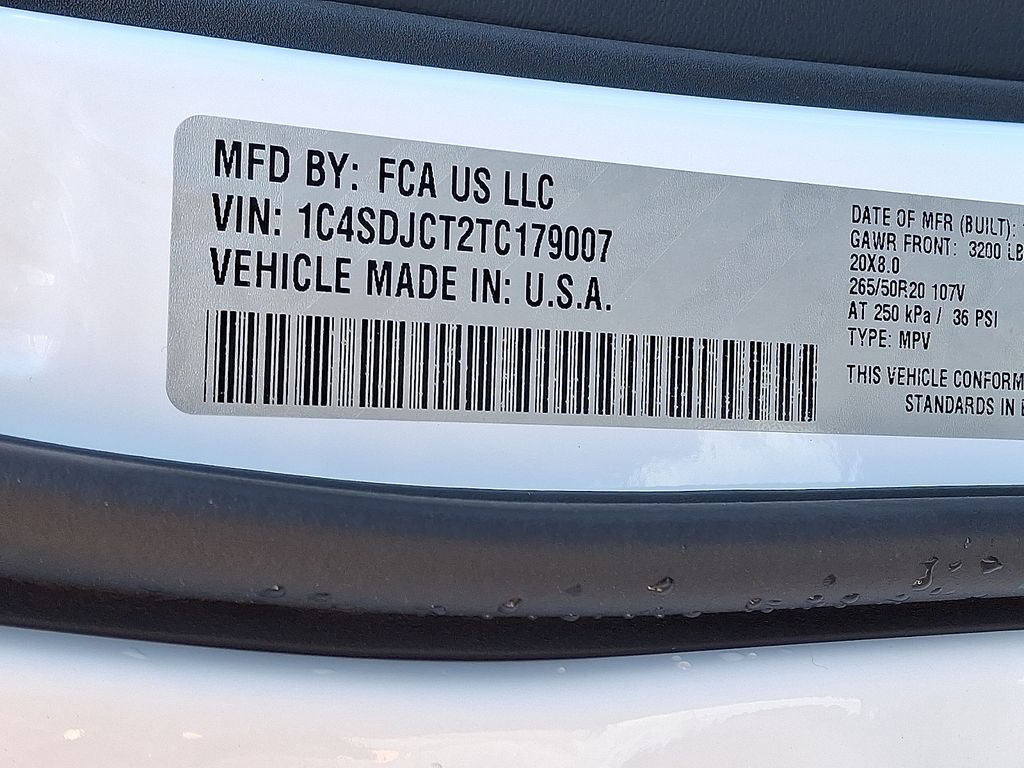 MFD BY: FCA US LLC
VIN: 1C4SDJCT2TC179007
VEHICLE MADE IN: U.S.A.
DATE OF MFR (BUILT):
GAWR FRONT: 3200 LB
20X8.0
265/50R20 107V
AT 250 kPa / 36 PSI
TYPE: MPV
THIS VEHICLE CONFORM
STANDARDS IN